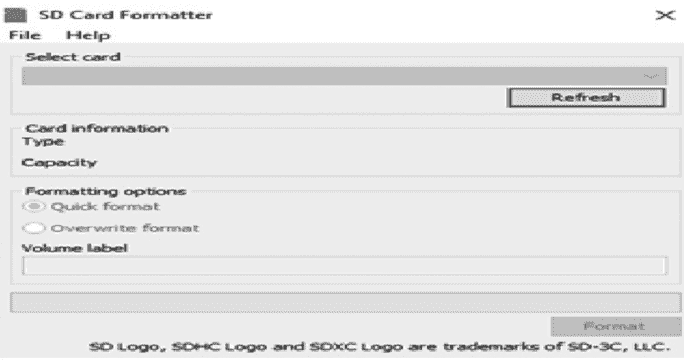 SD Card Formatter
File Help
Select card
Refresh
Card information
Type
Capacity
Formatting options
Quick format
Overwrite format
Volume label
Format
SD Logo, SDHC Logo and SDXC Logo are trademarks of SD-3C, LLC.